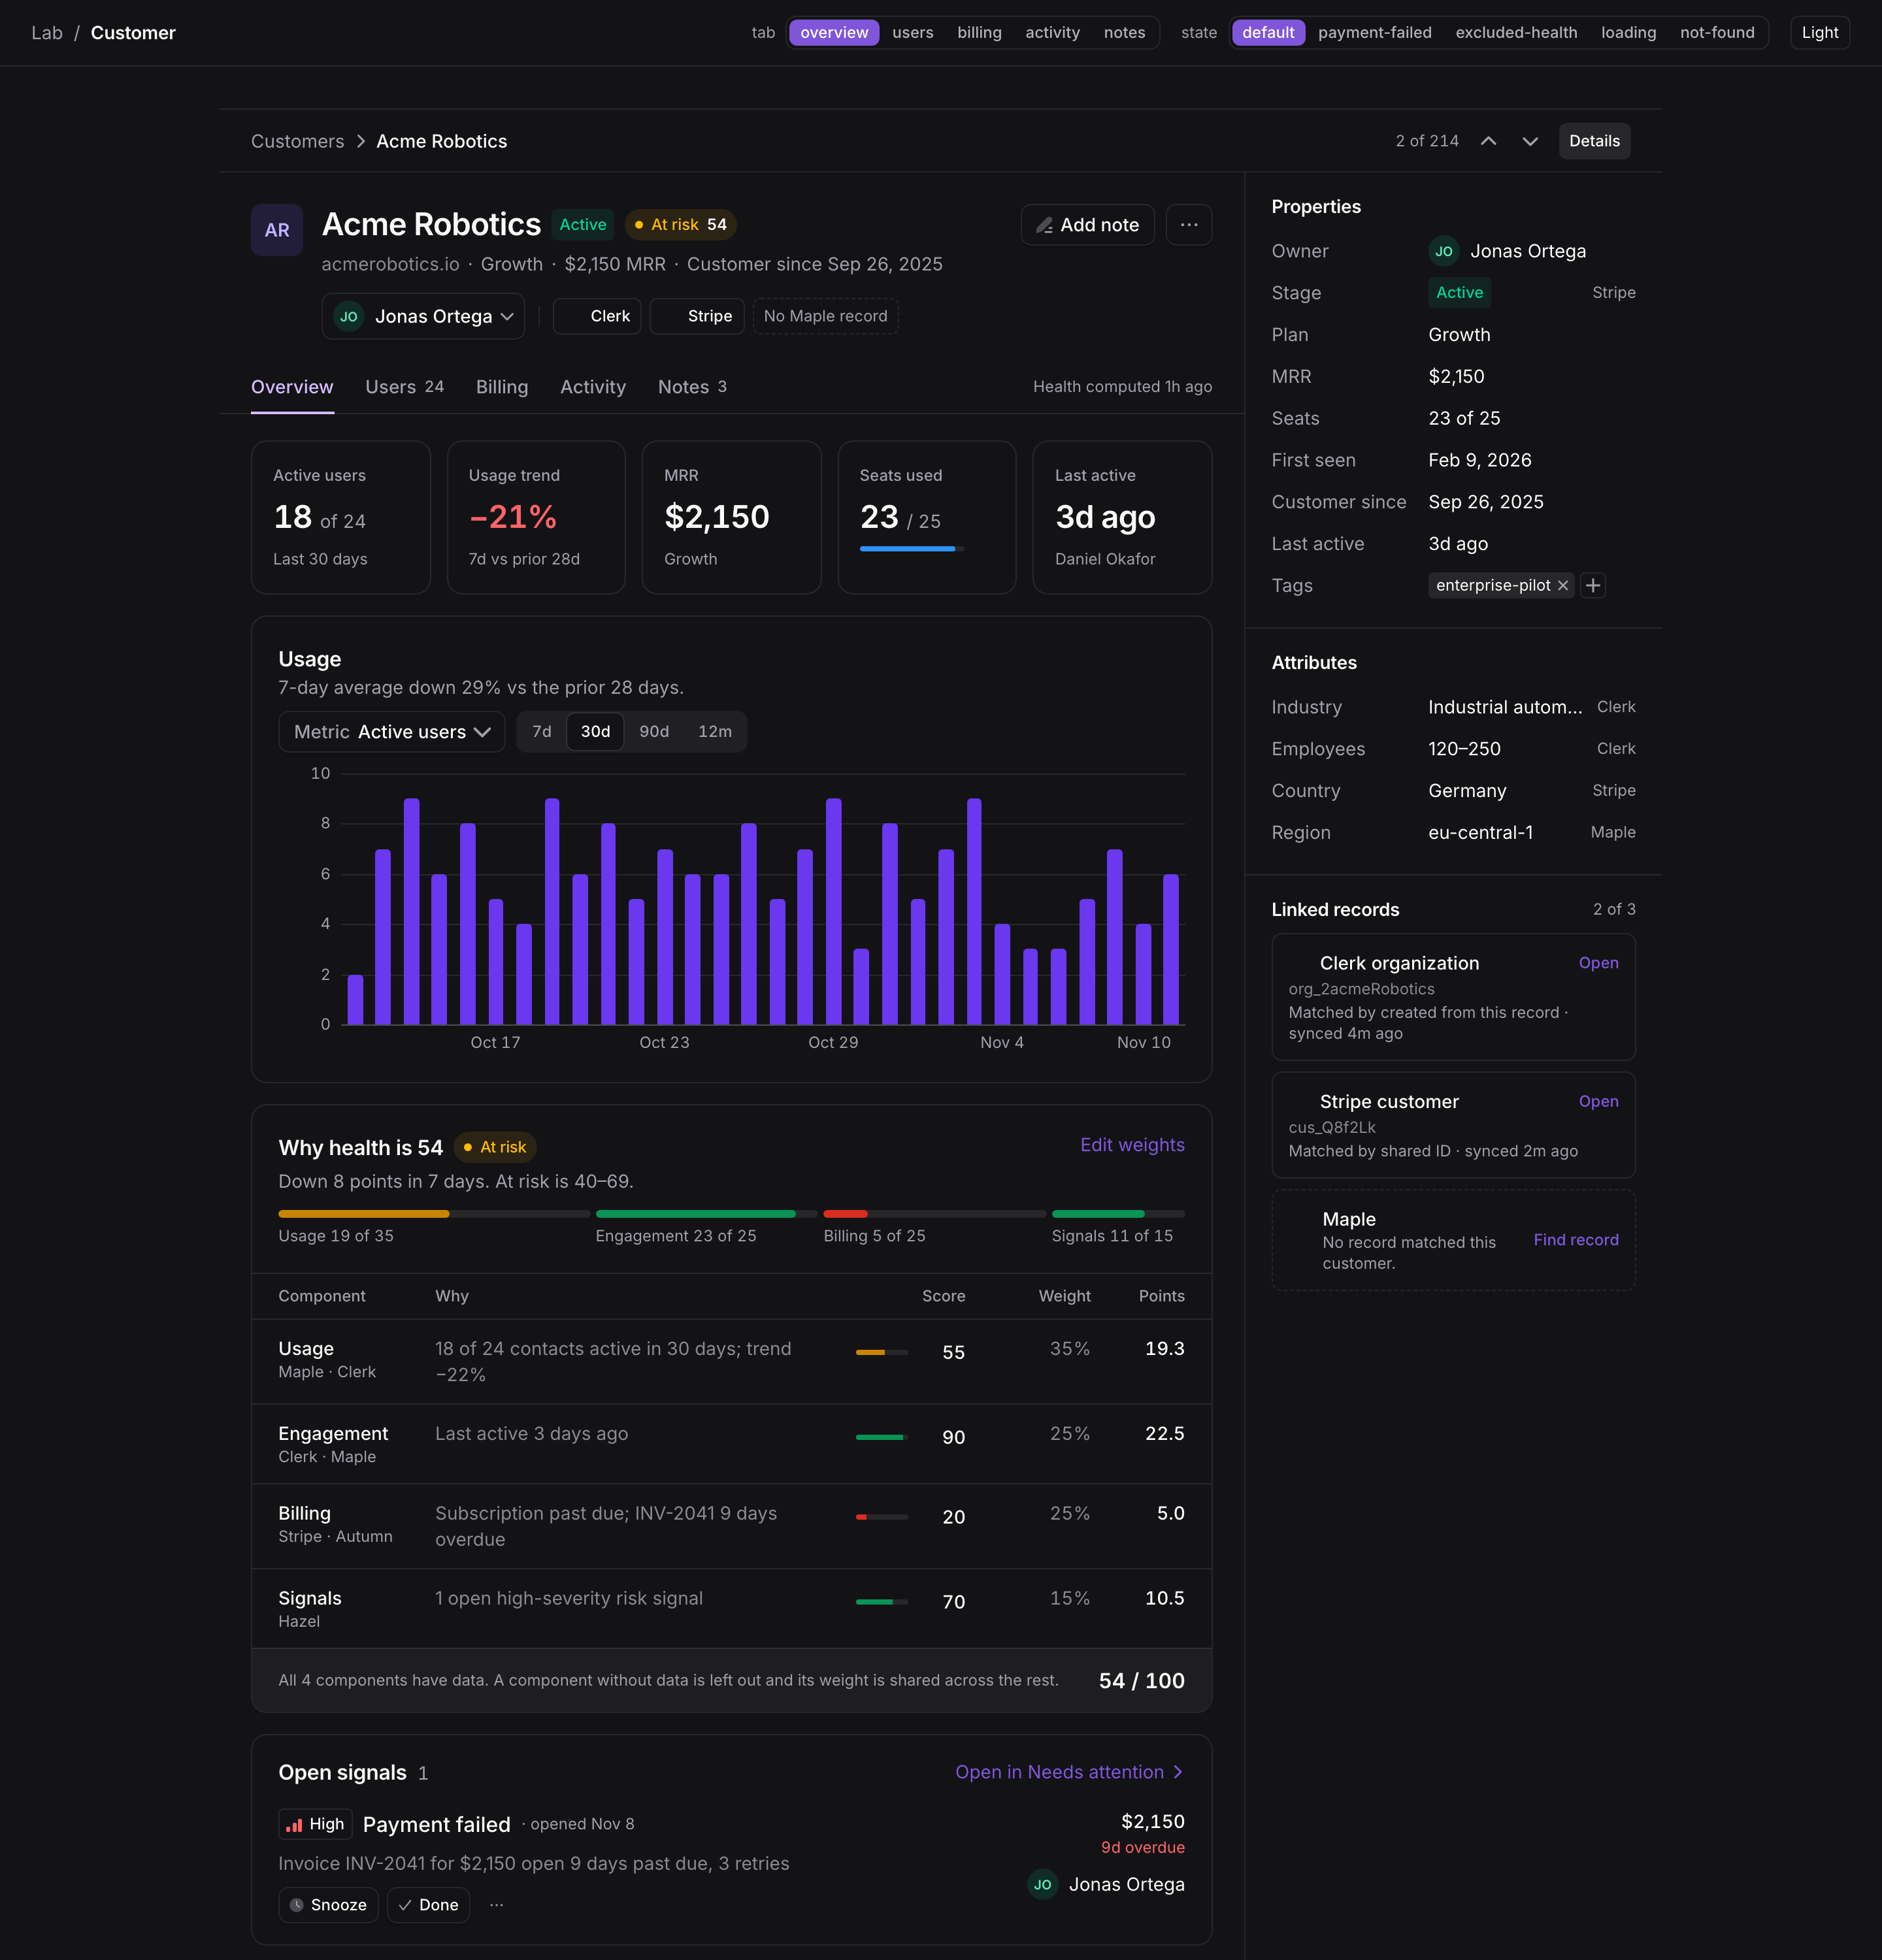 Lab / Customer
tab overview users billing activity notes state default payment-failed excluded-health loading not-found Light
Customers > Acme Robotics
2 of 214 Details
AR
Acme Robotics Active At risk 54
Add note
acmerobotics.io · Growth · $2,150 MRR · Customer since Sep 26, 2025
JO Jonas Ortega Clerk Stripe No Maple record
Overview Users 24 Billing Activity Notes 3 Health computed 1h ago
Active users
18 of 24
Last 30 days
Usage trend
−21%
7d vs prior 28d
MRR
$2,150
Growth
Seats used
23 / 25
Last active
3d ago
Daniel Okafor
Usage
7-day average down 29% vs the prior 28 days.
Metric Active users 7d 30d 90d 12m
10
8
6
4
2
0
Oct 17 Oct 23 Oct 29 Nov 4 Nov 10
Why health is 54 At risk Edit weights
Down 8 points in 7 days. At risk is 40–69.
Usage 19 of 35 Engagement 23 of 25 Billing 5 of 25 Signals 11 of 15
Component Why Score Weight Points
Usage 18 of 24 contacts active in 30 days; trend 55 35% 19.3
Maple · Clerk −22%
Engagement Last active 3 days ago 90 25% 22.5
Clerk · Maple
Billing Subscription past due; INV-2041 9 days 20 25% 5.0
Stripe · Autumn overdue
Signals 1 open high-severity risk signal 70 15% 10.5
Hazel
All 4 components have data. A component without data is left out and its weight is shared across the rest. 54 / 100
Open signals 1 Open in Needs attention >
High Payment failed · opened Nov 8 $2,150
9d overdue
Invoice INV-2041 for $2,150 open 9 days past due, 3 retries
JO Jonas Ortega
Snooze Done ···
Properties
Owner JO Jonas Ortega
Stage Active Stripe
Plan Growth
MRR $2,150
Seats 23 of 25
First seen Feb 9, 2026
Customer since Sep 26, 2025
Last active 3d ago
Tags enterprise-pilot
Attributes
Industry Industrial autom... Clerk
Employees 120–250 Clerk
Country Germany Stripe
Region eu-central-1 Maple
Linked records 2 of 3
Clerk organization Open
org_2acmeRobotics
Matched by created from this record ·
synced 4m ago
Stripe customer Open
cus_Q8f2Lk
Matched by shared ID · synced 2m ago
Maple
No record matched this
customer.
Find record